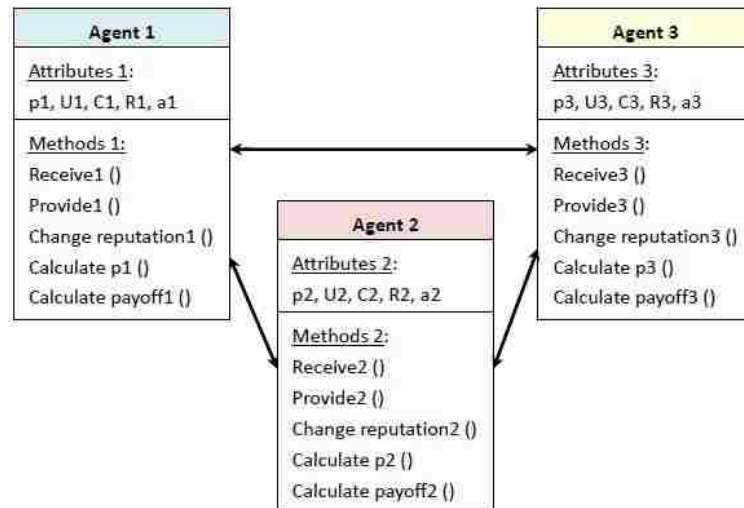 Agent 1
Attributes 1:
p1, U1, C1, R1, a1
Methods 1:
Receive1 ()
Provide1 ()
Change reputation1 ()
Calculate p1 ()
Calculate payoff1 ()
Agent 2
Attributes 2:
p2, U2, C2, R2, a2
Methods 2:
Receive2 ()
Provide2 ()
Change reputation2 ()
Calculate p2 ()
Calculate payoff2 ()
Agent 3
Attributes 3:
p3, U3, C3, R3, a3
Methods 3:
Receive3 ()
Provide3 ()
Change reputation3 ()
Calculate p3 ()
Calculate payoff3 ()